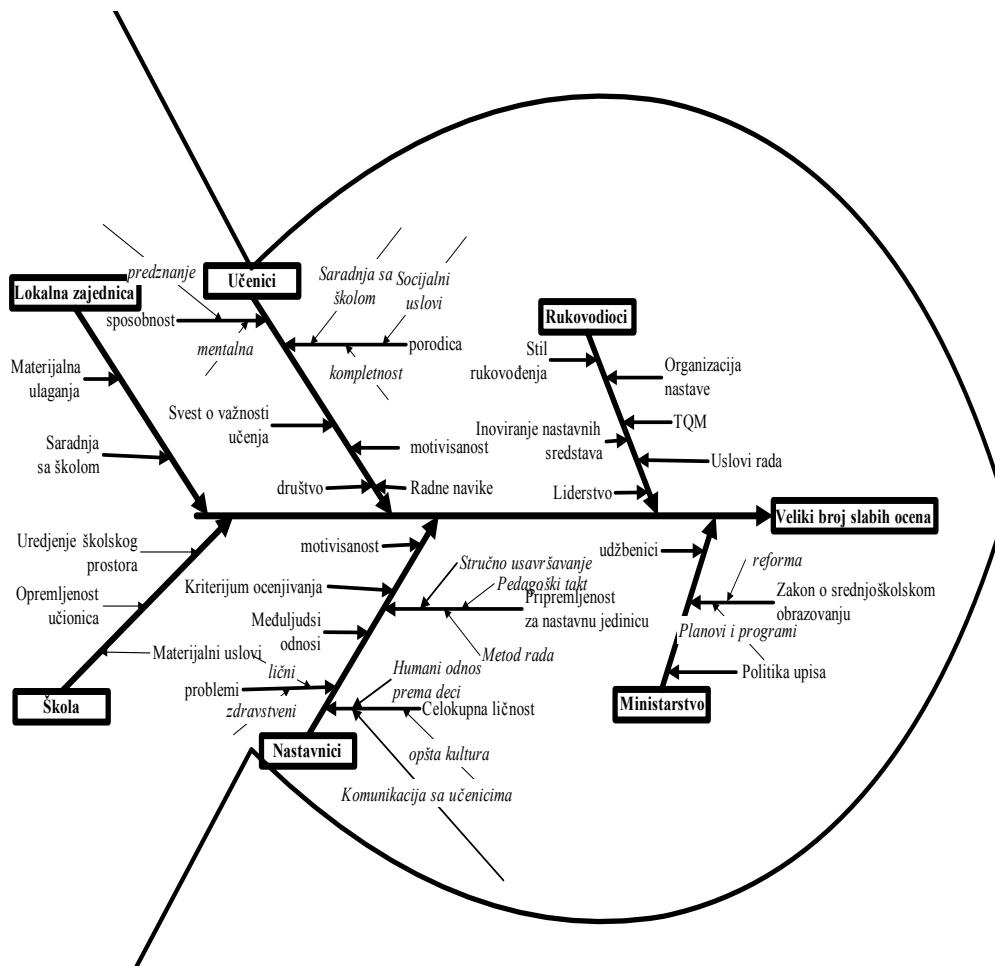 predznanje
Saradnja sa
školom
Socijalni
uslovi
Učenici
Lokalna zajednica
sposobnost
mentalna
porodica
kompletnost
Rukovodioci
Stil
rukovođenja
Organizacija
nastave
Materijalna
ulaganja
Svest o važnosti
učenja
motivisanost
Inoviranje nastavnih
sredstava
TQM
Saradnja
sa školom
Uslovi rada
društvo
Radne navike
Liderstvo
Veliki broj slabih ocena
Uredjenje školskog
prostora
motivisanost
udžbenici
Stručno usavršavanje
Pedagoški takt
reforma
Kriterijum ocenjivanja
Pripremljenost
za nastavnu jedinicu
Zakon o srednjoškolskom
obrazovanju
Opremljenost
učionica
Međuljudsi
odnosi
Metod rada
Planovi i programi
Materijalni uslovi
lični
Humani odnos
prema deci
Politika upisa
problemi
zdravstveni
Celokupna ličnost
Škola
Ministarstvo
Nastavnici
opšta kultura
Komunikacija sa učenicima